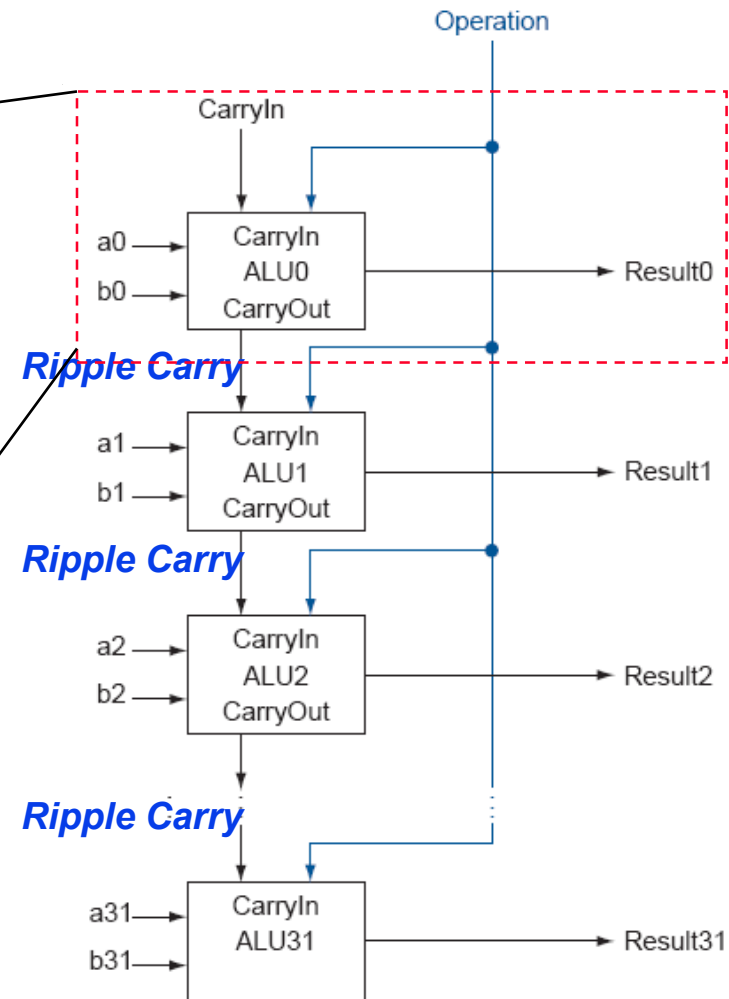 Operation
CarryIn
a0
b0
CarryIn
ALU0
CarryOut
Result0
Ripple Carry
a1
b1
CarryIn
ALU1
CarryOut
Result1
Ripple Carry
a2
b2
CarryIn
ALU2
CarryOut
Result2
Ripple Carry
a31
b31
CarryIn
ALU31
Result31